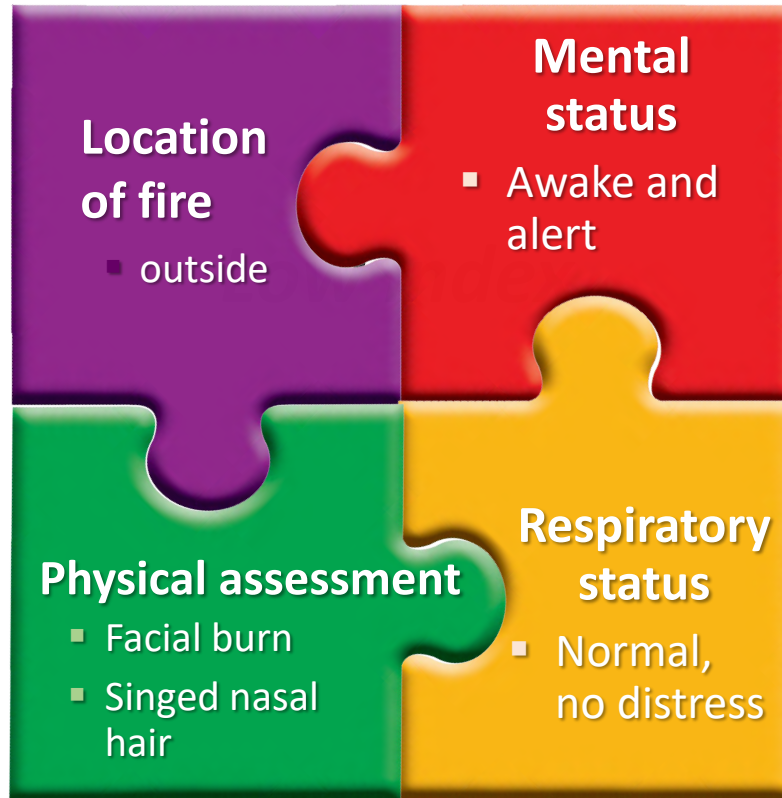 Location
of fire
▪ outside
Mental
status
▪ Awake and
alert
Physical assessment
▪ Facial burn
▪ Singed nasal
hair
Respiratory
status
▪ Normal,
no distress